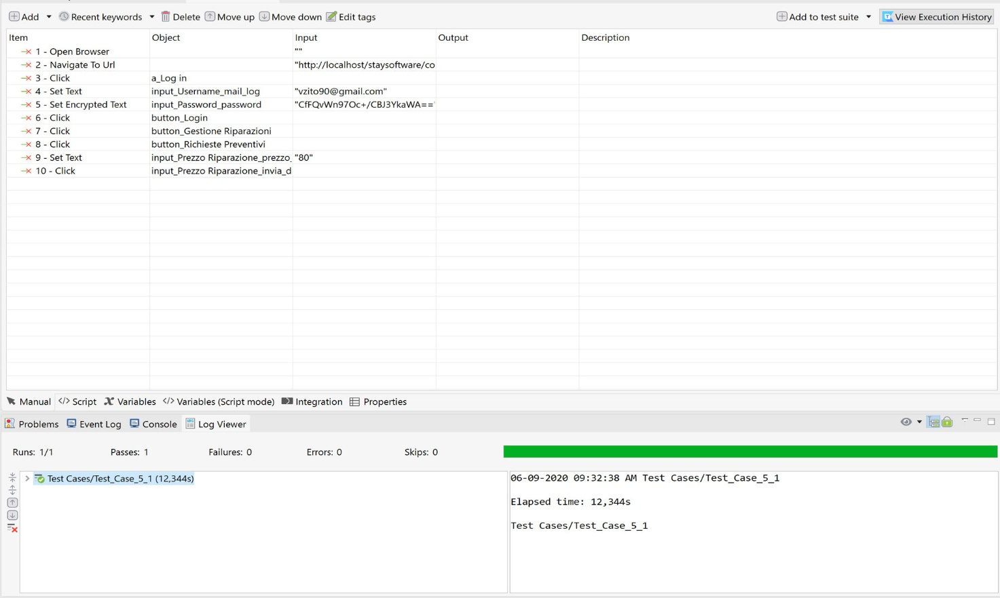 Add Recent keywords Delete Move up Move down Edit tags Add to test suite View Execution History
Item Object Input Output Description
1 - Open Browser ""
2 - Navigate To Url "http://localhost/staysoftware/co
3 - Click a_Log in
4 - Set Text input_Username_mail_log "vzito90@gmail.com"
5 - Set Encrypted Text input_Password_password "CfFQvWn97Oc+/CBJ3YkaWA=="
6 - Click button_Login
7 - Click button_Gestione Riparazioni
8 - Click button_Richieste Preventivi
9 - Set Text input_Prezzo Riparazione_prezzo_ "80"
10 - Click input_Prezzo Riparazione_invia_d
Manual </> Script Variables </> Variables (Script mode) Integration Properties
Problems Event Log Console Log Viewer
Runs: 1/1 Passes: 1 Failures: 0 Errors: 0 Skips: 0
Test Cases/Test_Case_5_1 (12,344s)
06-09-2020 09:32:38 AM Test Cases/Test_Case_5_1
Elapsed time: 12,344s
Test Cases/Test_Case_5_1